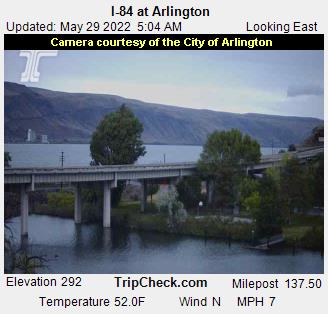 I-84 at Arlington
Updated: May 29 2022 5:04 AM Looking East
Camera courtesy of the City of Arlington
Elevation 292 TripCheck.com Milepost 137.50
Temperature 52.0F Wind N MPH 7